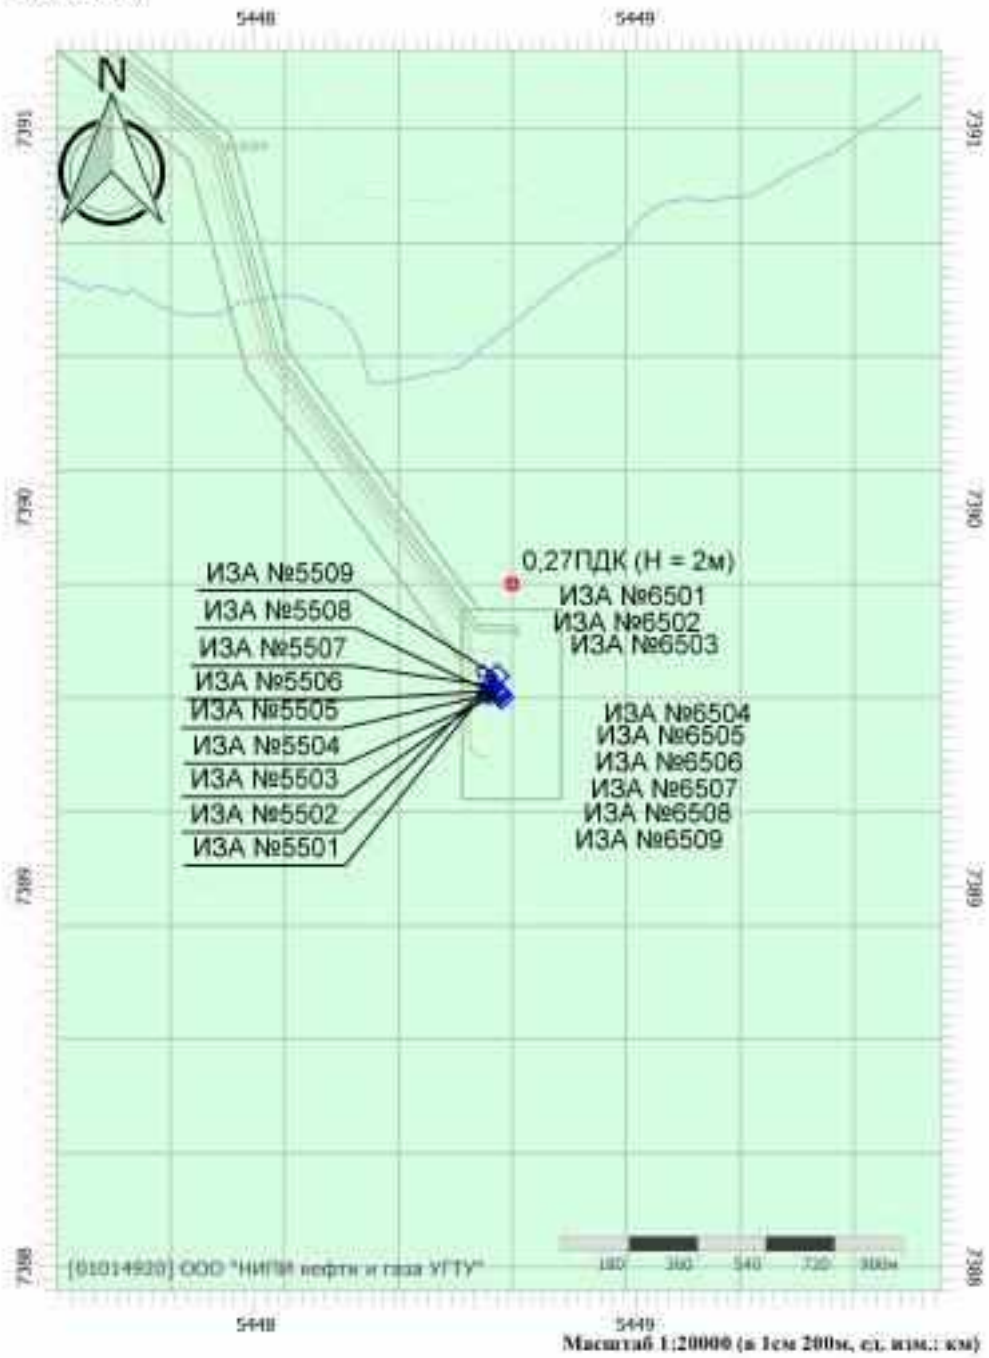 5448 5449
N
7391 7391
7390 7390
0,27ПДК (Н = 2м)
ИЗА №5509
ИЗА №5508
ИЗА №5507
ИЗА №5506
ИЗА №5505
ИЗА №5504
ИЗА №5503
ИЗА №5502
ИЗА №5501
ИЗА №6501
ИЗА №6502
ИЗА №6503
ИЗА №6504
ИЗА №6505
ИЗА №6506
ИЗА №6507
ИЗА №6508
ИЗА №6509
7389 7389
7388 7388
[01014920] ООО "НИПИ нефти и газа УГТУ"
180 360 540 720 900м
5448 5449
Масштаб 1:20000 (в 1см 200м, ед. изм.: км)